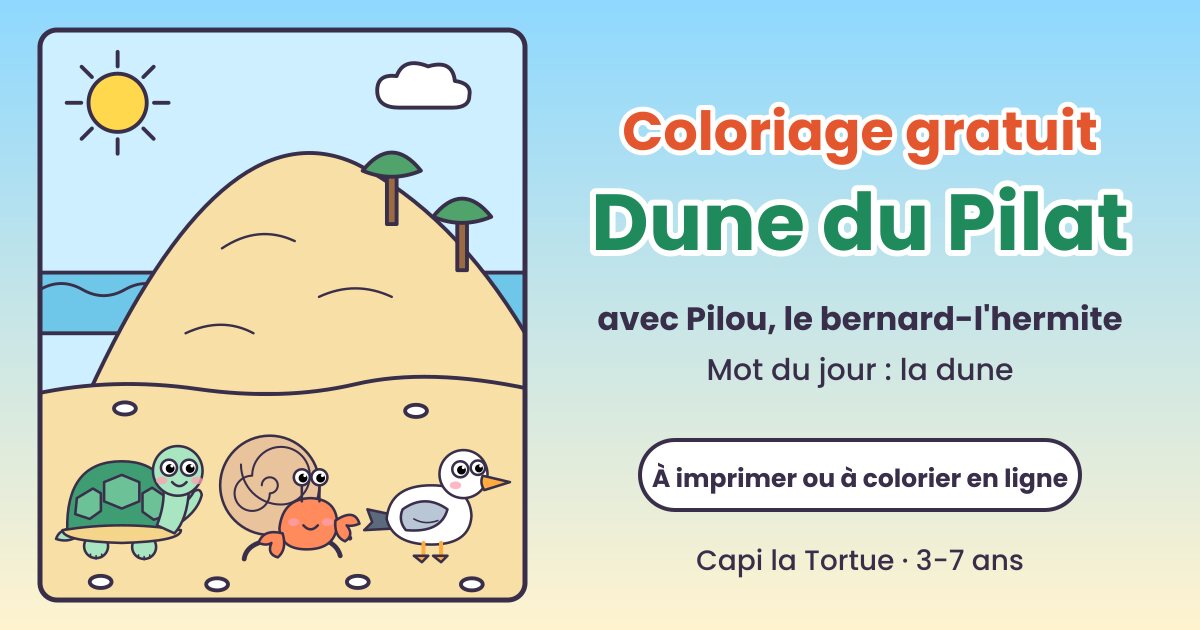 Coloriage gratuit
Dune du Pilat
avec Pilou, le bernard-l'hermite
Mot du jour : la dune
À imprimer ou à colorier en ligne
Capi la Tortue · 3-7 ans